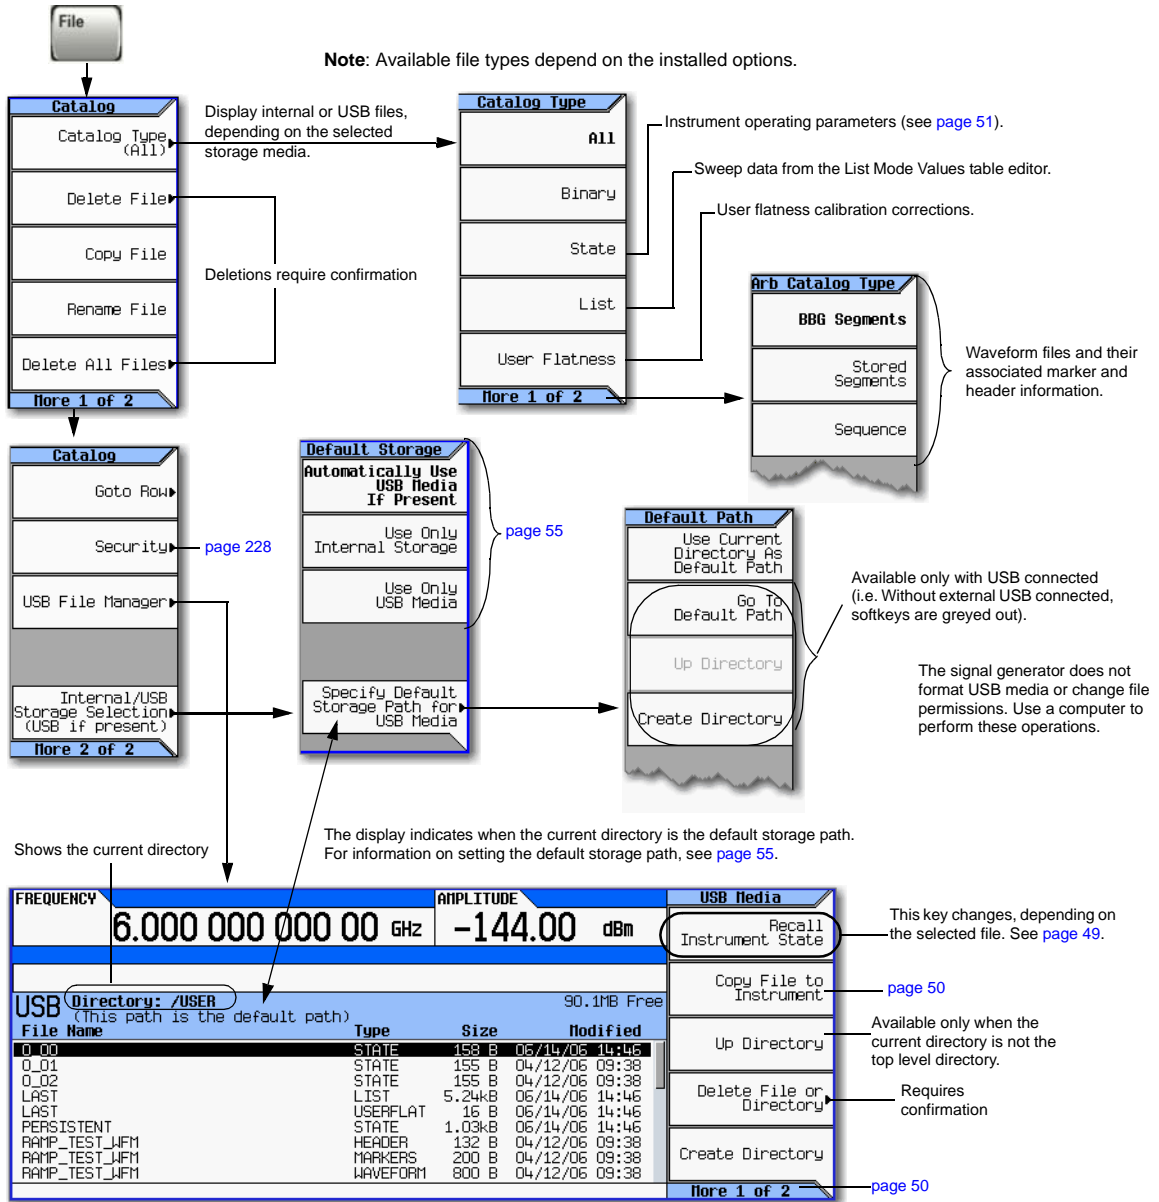 File
Note: Available file types depend on the installed options.
Catalog
Catalog Type
(All)
Delete File
Copy File
Rename File
Delete All Files
More 1 of 2
Display internal or USB files,
depending on the selected
storage media.
Deletions require confirmation
Catalog Type
All
Binary
State
List
User Flatness
More 1 of 2
Instrument operating parameters (see page 51).
Sweep data from the List Mode Values table editor.
User flatness calibration corrections.
Arb Catalog Type
BBG Segments
Stored
Segments
Sequence
Waveform files and their
associated marker and
header information.
Catalog
Goto Row
Security
page 228
USB File Manager
Internal/USB
Storage Selection
(USB if present)
More 2 of 2
Default Storage
Automatically Use
USB Media
If Present
Use Only
Internal Storage
Use Only
USB Media
Specify Default
Storage Path for
USB Media
page 55
Default Path
Use Current
Directory As
Default Path
Go To
Default Path
Up Directory
Create Directory
Available only with USB connected
(i.e. Without external USB connected,
softkeys are greyed out).
The signal generator does not
format USB media or change file
permissions. Use a computer to
perform these operations.
Shows the current directory
The display indicates when the current directory is the default storage path.
For information on setting the default storage path, see page 55.
FREQUENCY
6.000 000 000 00 GHz
AMPLITUDE
-144.00 dBm
USB Directory: /USER
(This path is the default path)
90.1MB Free
File Name Type Size Modified
0_00 STATE 158 B 06/14/06 14:46
0_01 STATE 155 B 04/12/06 09:38
0_02 STATE 155 B 04/12/06 09:38
LAST LIST 5.24kB 06/14/06 14:46
LAST USERFLAT 16 B 06/14/06 14:46
PERSISTENT STATE 1.03kB 06/14/06 14:46
RAMP_TEST_WFM HEADER 132 B 04/12/06 09:38
RAMP_TEST_WFM MARKERS 200 B 04/12/06 09:38
RAMP_TEST_WFM WAVEFORM 800 B 04/12/06 09:38
USB Media
Recall
Instrument State
Copy File to
Instrument
Up Directory
Delete File or
Directory
Create Directory
More 1 of 2
This key changes, depending on
the selected file. See page 49.
page 50
Available only when the
current directory is not the
top level directory.
Requires
confirmation
page 50